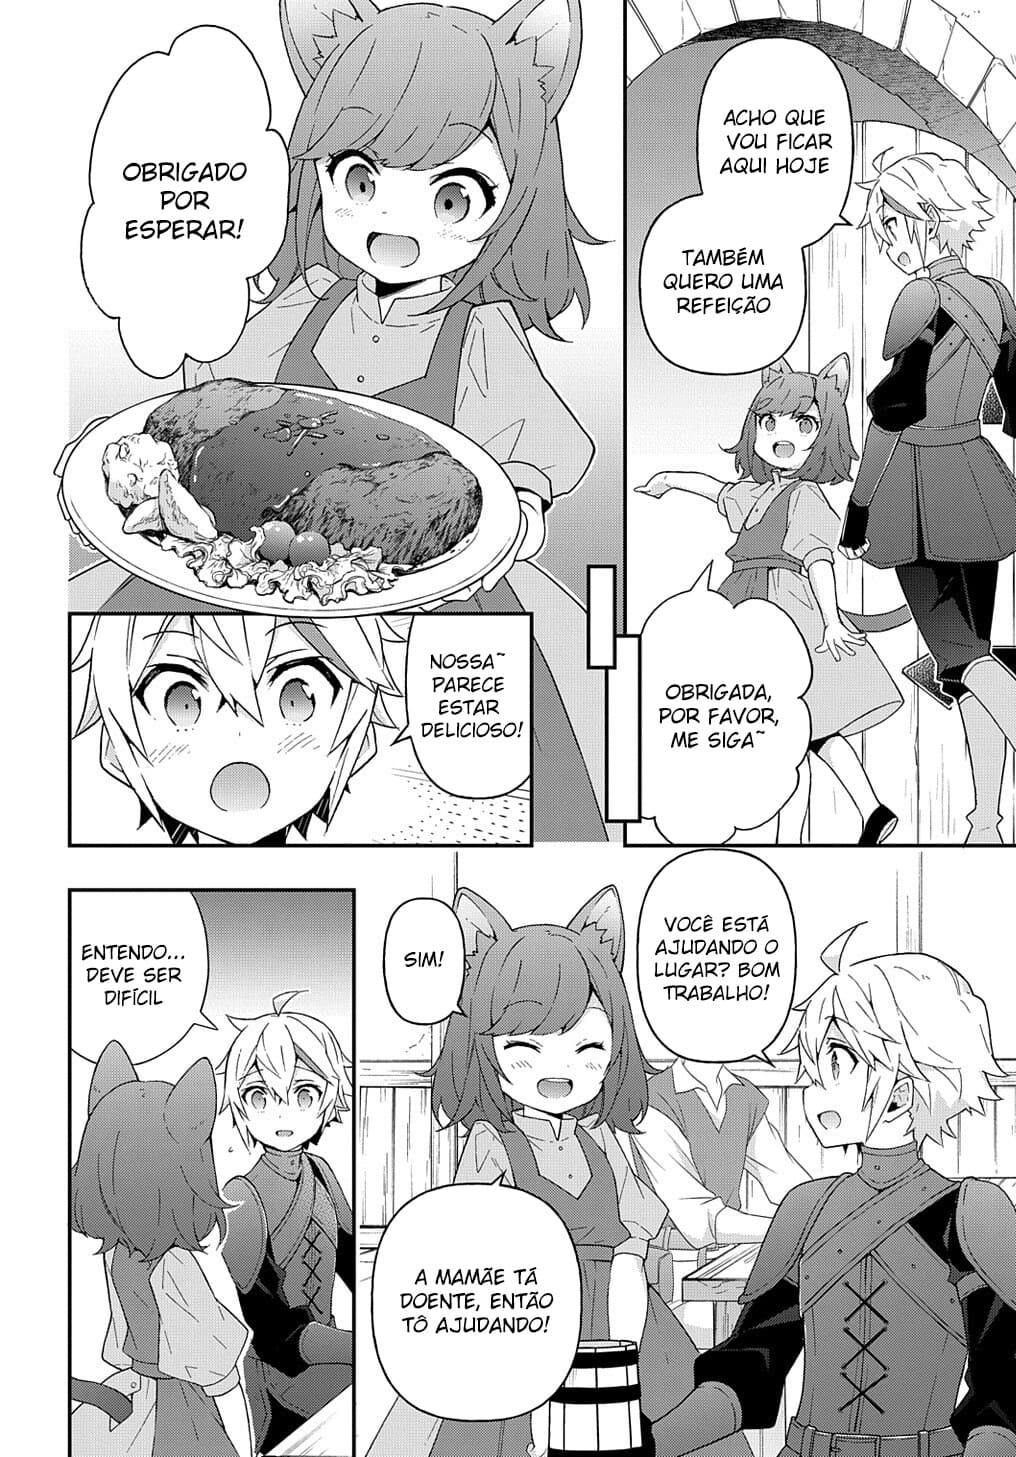 ACHO QUE
VOU FICAR
AQUI HOJE
TAMBÉM
QUERO UMA
REFEIÇÃO
OBRIGADA,
POR FAVOR,
ME SIGA~
OBRIGADO
POR
ESPERAR!
NOSSA~
PARECE
ESTAR
DELICIOSO!
VOCÊ ESTÁ
AJUDANDO O
LUGAR? BOM
TRABALHO!
SIM!
A MAMÃE TÁ
DOENTE, ENTÃO
TÔ AJUDANDO!
ENTENDO...
DEVE SER
DIFÍCIL